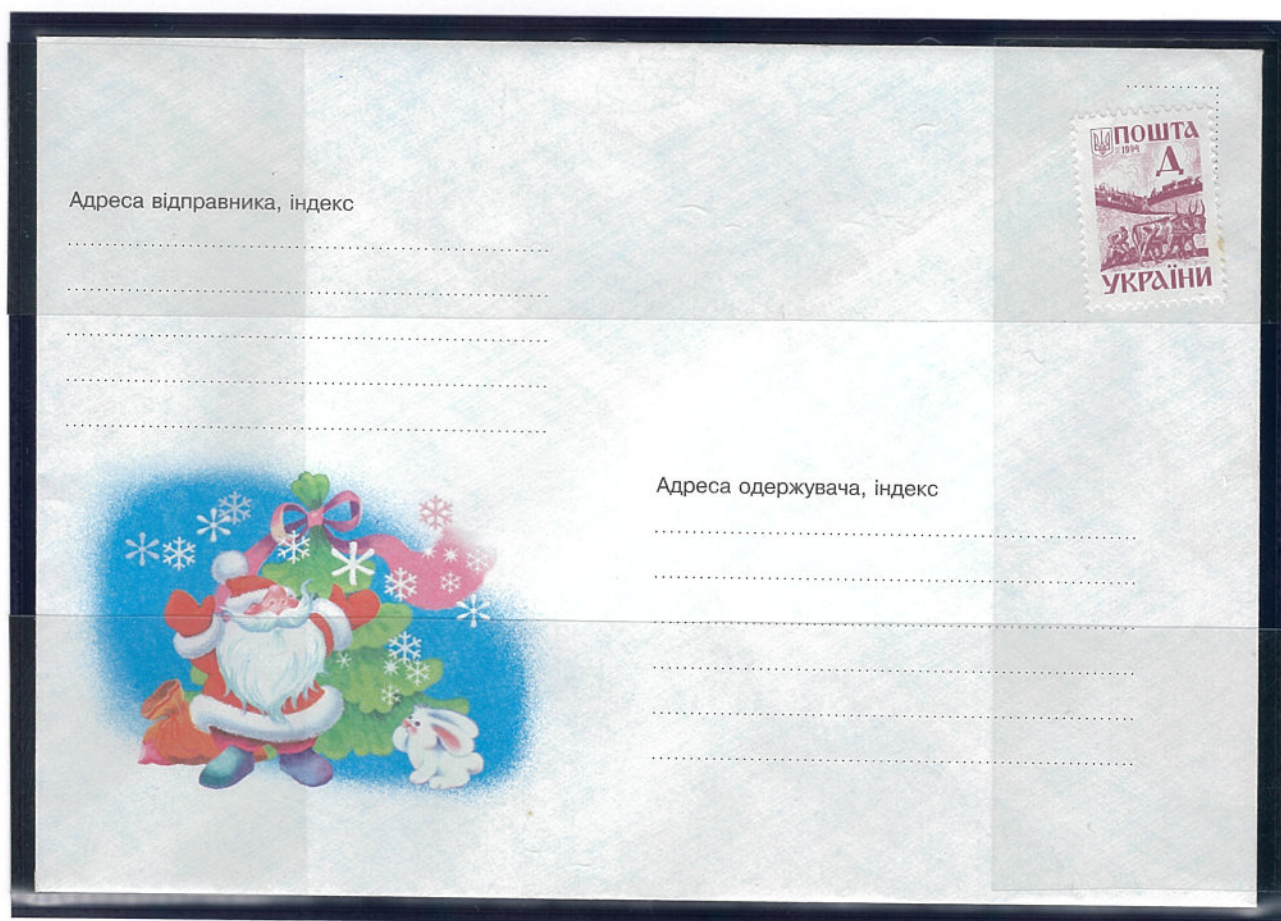 Адреса відправника, індекс
ПОШТА
1994
Д
УКРАЇНИ
Адреса одержувача, індекс